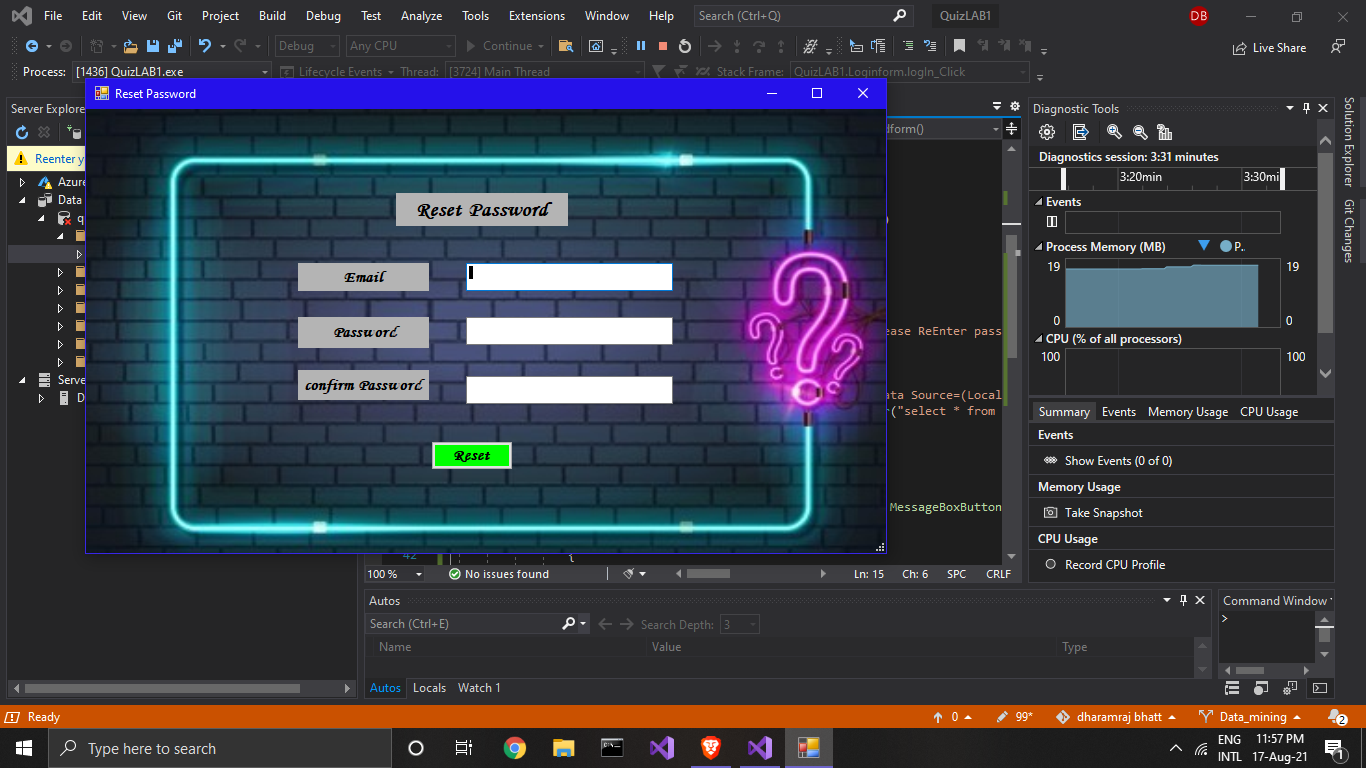 File Edit View Git Project Build Debug Test Analyze Tools Extensions Window Help Search (Ctrl+Q) QuizLAB1 DB
Debug Any CPU Continue Live Share
Process: [1436] QuizLAB1.exe Lifecycle Events Thread: [3724] Main Thread Stack Frame: QuizLAB1.Loginform.logIn_Click
Reset Password
Server Explore
Reenter y
Azure
Data
q
Serve
D
Reset Password
Email
Password
confirm Password
Reset
dform()
)
ease ReEnter pass
ata Source=(Local
("select * from
MessageBoxButton
42 {
100 % No issues found Ln: 15 Ch: 6 SPC CRLF
Diagnostic Tools
Diagnostics session: 3:31 minutes
3:20min 3:30mi
Events
Process Memory (MB) P..
19 19
0 0
CPU (% of all processors)
100 100
Summary Events Memory Usage CPU Usage
Events
Show Events (0 of 0)
Memory Usage
Take Snapshot
CPU Usage
Record CPU Profile
Solution Explorer
Git Changes
Autos
Search (Ctrl+E) Search Depth: 3
Name Value Type
Autos Locals Watch 1
Command Window
>
Ready 0 99* dharamraj bhatt Data_mining 2
Type here to search
ENG 11:57 PM
INTL 17-Aug-21 1